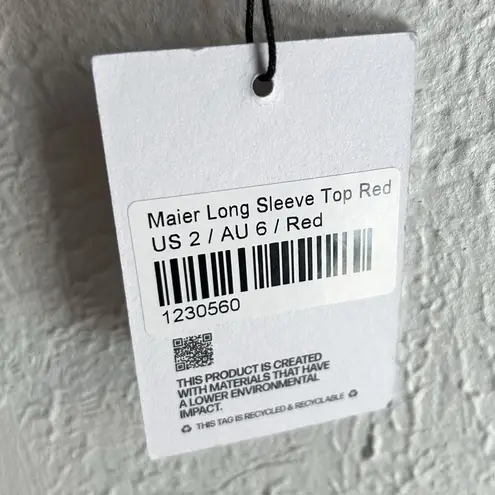 Maier Long Sleeve Top Red
US 2 / AU 6 / Red
1230560
THIS PRODUCT IS CREATED
WITH MATERIALS THAT HAVE
A LOWER ENVIRONMENTAL
IMPACT.
♻ THIS TAG IS RECYCLED & RECYCLABLE ♻